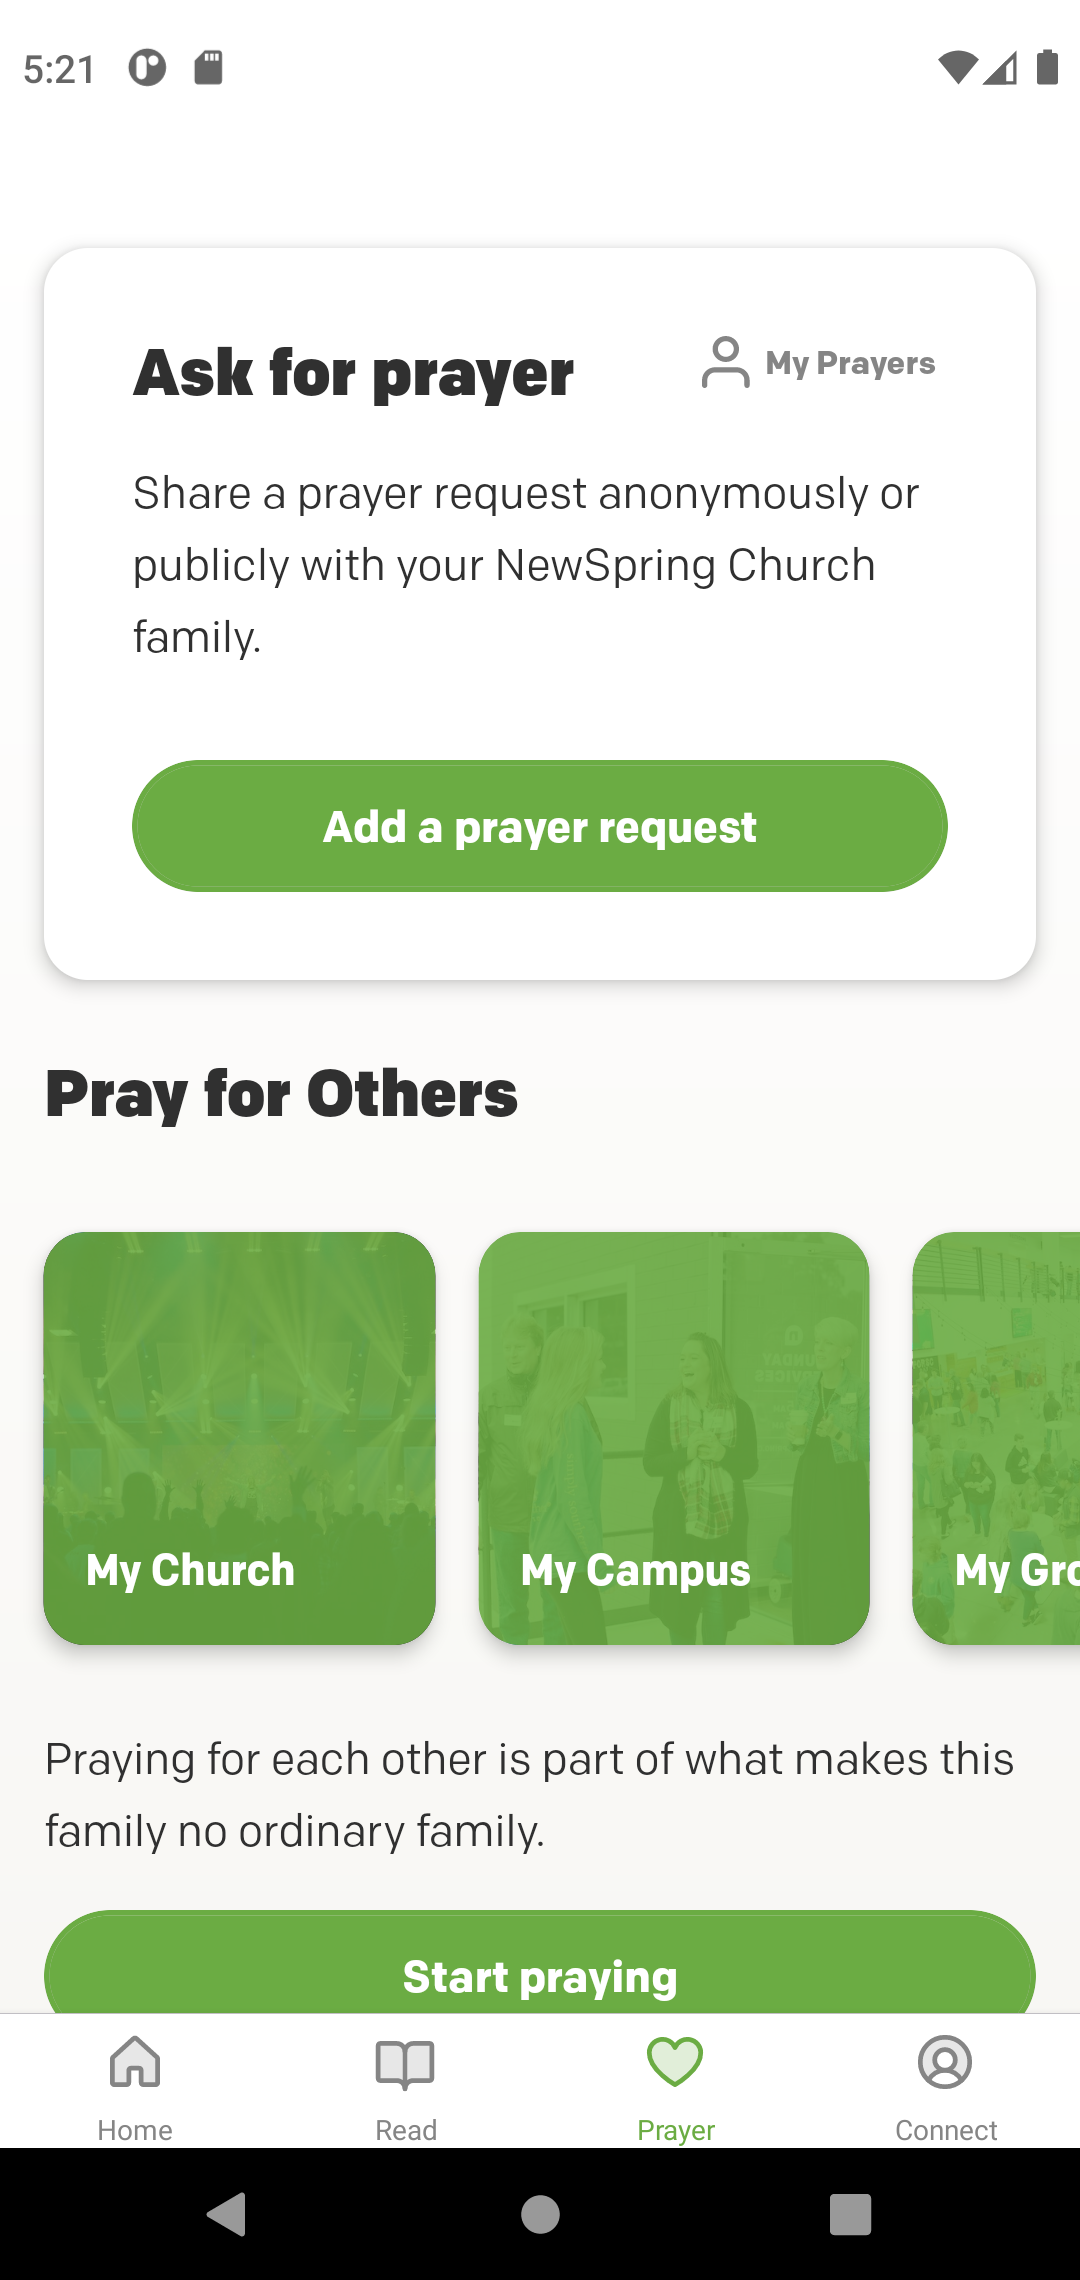 5:21
Ask for prayer
My Prayers
Share a prayer request anonymously or
publicly with your NewSpring Church
family.
Add a prayer request
Pray for Others
My Church
My Campus
My Gro
Praying for each other is part of what makes this
family no ordinary family.
Start praying
Home
Read
Prayer
Connect